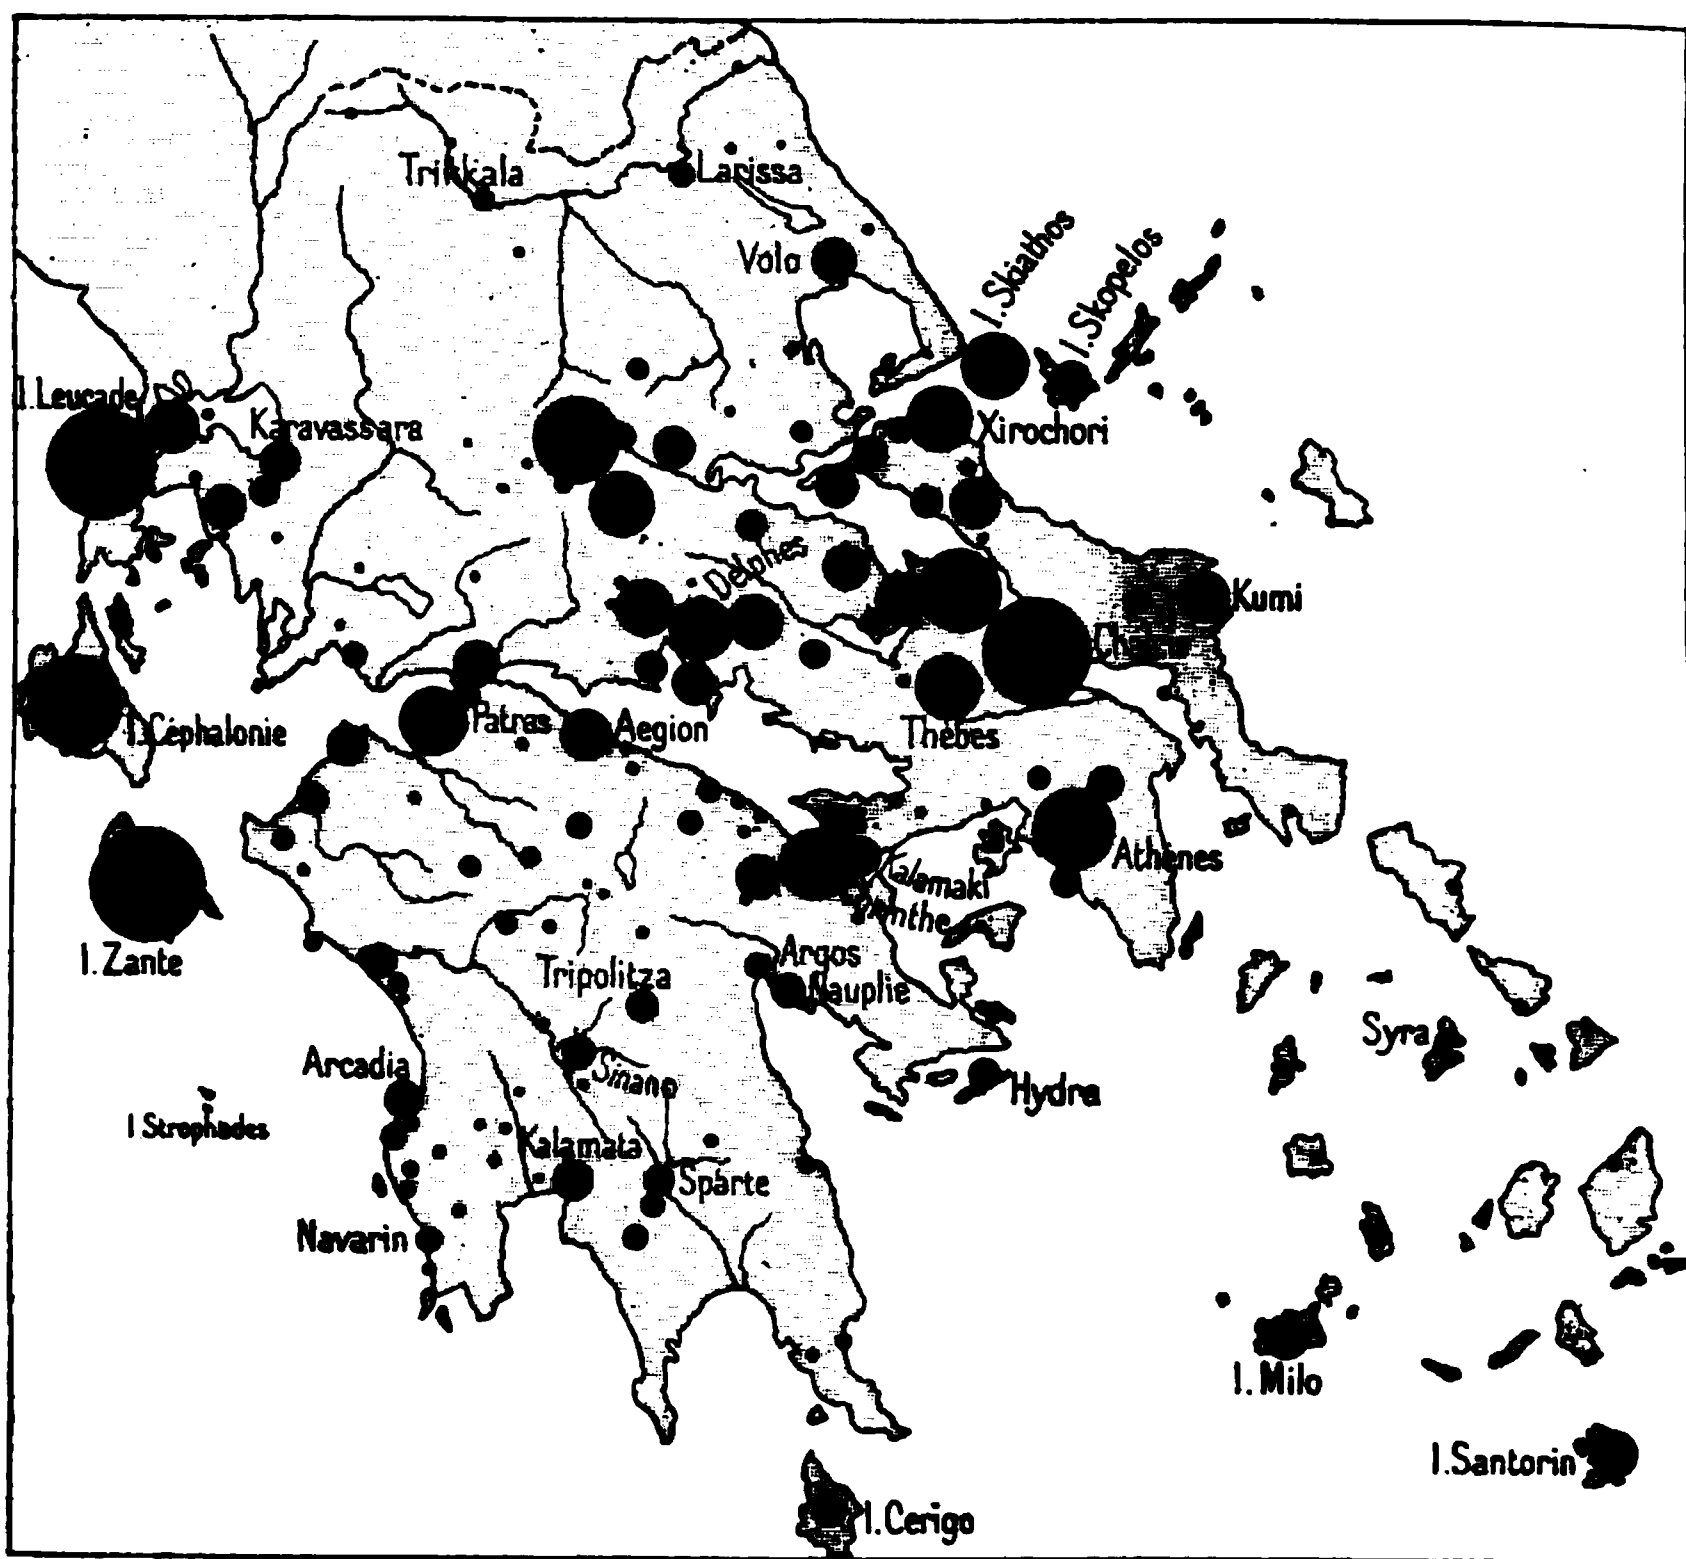 Trikkala
Larissa
Volo
I. Skiathos
I. Skopelos
I. Leucade
Karavassara
Xirochori
Delphes
Kumi
I. Céphalonie
Patras
Aegion
Thèbes
Athènes
Kalamaki
I. Zante
Argos
Nauplie
Tripolitza
Syra
Arcadia
Sinano
Hydra
I. Strophades
Kalamata
Sparte
Navarin
I. Milo
I. Santorin
I. Cerigo